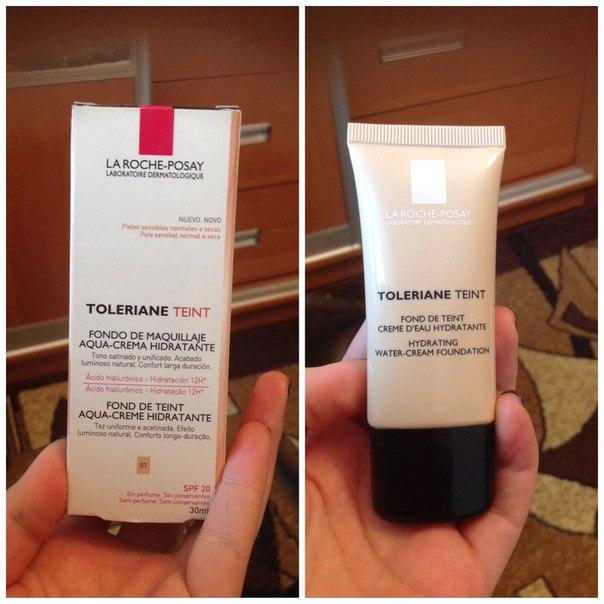 LA ROCHE-POSAY
LABORATOIRE DERMATOLOGIQUE
NUEVO, NOVO
Pieles sensibles normales a secas
Pele sensível normal a seca
TOLERIANE TEINT
FONDO DE MAQUILLAJE
AQUA-CREMA HIDRATANTE
Tono satinado y unificado. Acabado
luminoso natural. Confort larga duración.
Ácido hialurónico - Hidratación 12H*
Ácido hialurónico - Hidratação 12H*
FOND DE TEINT
AQUA-CREME HIDRATANTE
Tez uniforme e acetinada. Efeito
luminoso natural. Conforto longa-duração.
01
SPF 20
Sin perfume. Sin conservantes
Sem perfume. Sem conservantes
30ml
LA ROCHE-POSAY
LABORATOIRE DERMATOLOGIQUE
TOLERIANE TEINT
FOND DE TEINT
CREME D'EAU HYDRATANTE
HYDRATING
WATER-CREAM FOUNDATION